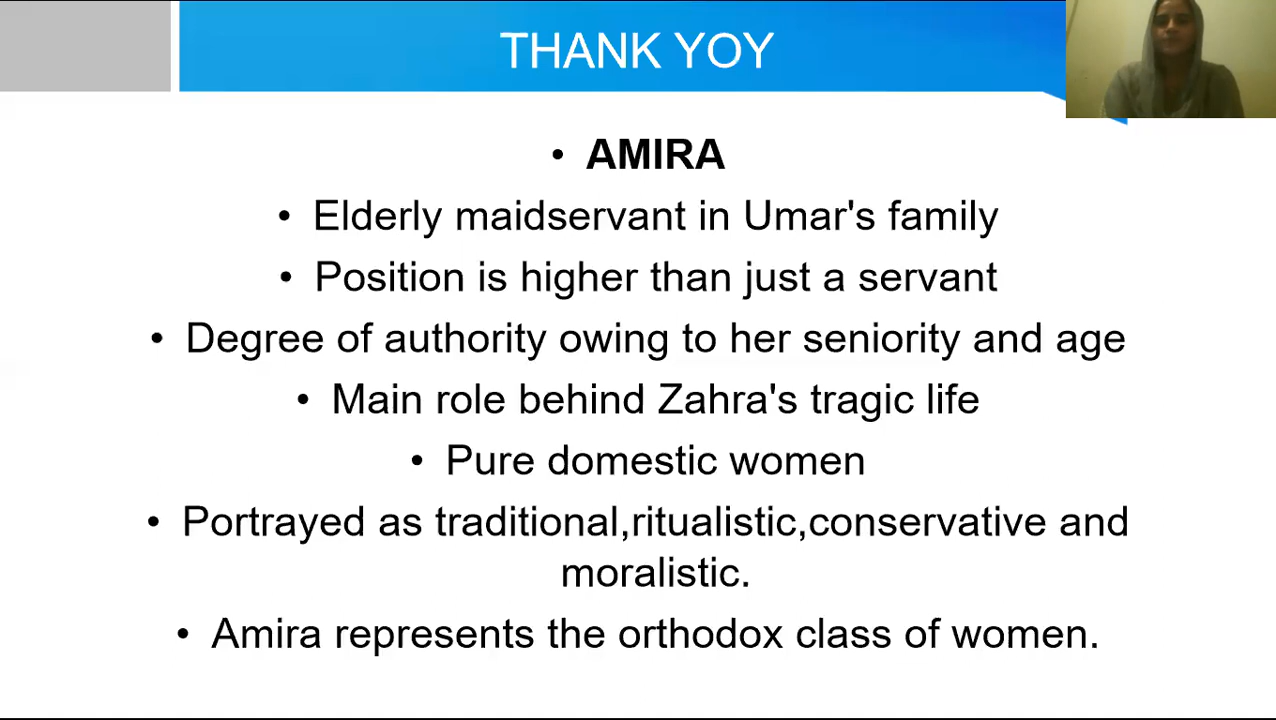 THANK YOY
• AMIRA
• Elderly maidservant in Umar's family
• Position is higher than just a servant
• Degree of authority owing to her seniority and age
• Main role behind Zahra's tragic life
• Pure domestic women
• Portrayed as traditional,ritualistic,conservative and
moralistic.
• Amira represents the orthodox class of women.